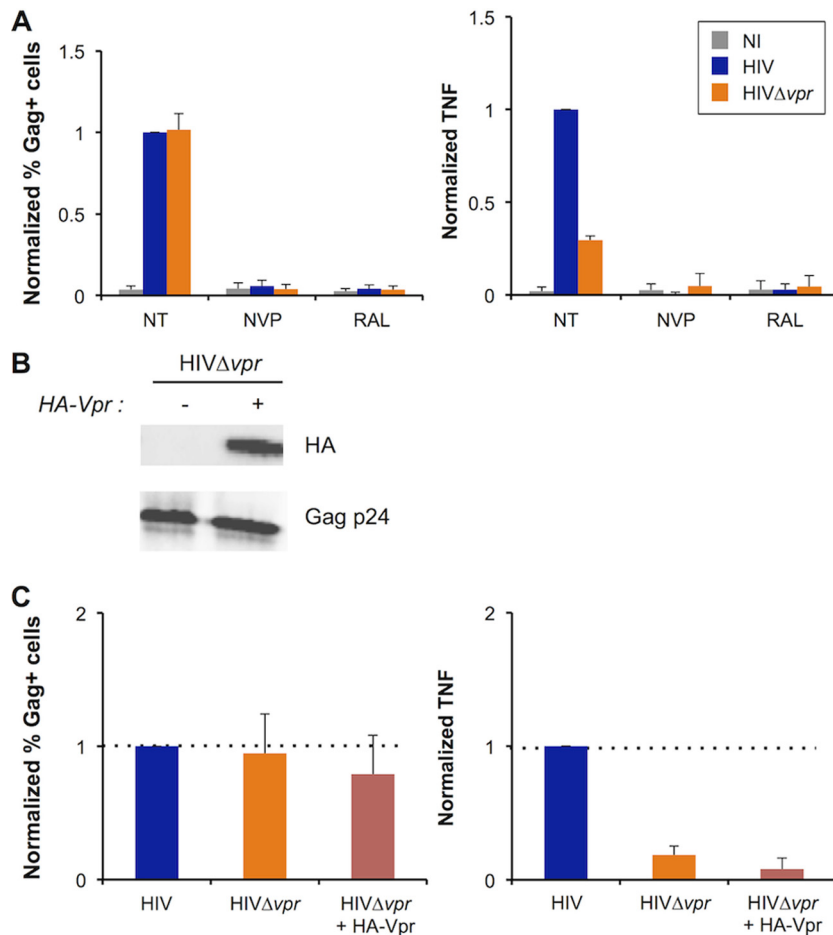 A
Normalized % Gag+ cells
1.5
1
0.5
0
NT
NVP
RAL
Normalized TNF
1.5
1
0.5
0
NT
NVP
RAL
NI
HIV
HIVΔvpr
B
HIVΔvpr
HA-Vpr : - +
HA
Gag p24
C
Normalized % Gag+ cells
2
1
0
HIV
HIVΔvpr
HIVΔvpr
+ HA-Vpr
Normalized TNF
2
1
0
HIV
HIVΔvpr
HIVΔvpr
+ HA-Vpr